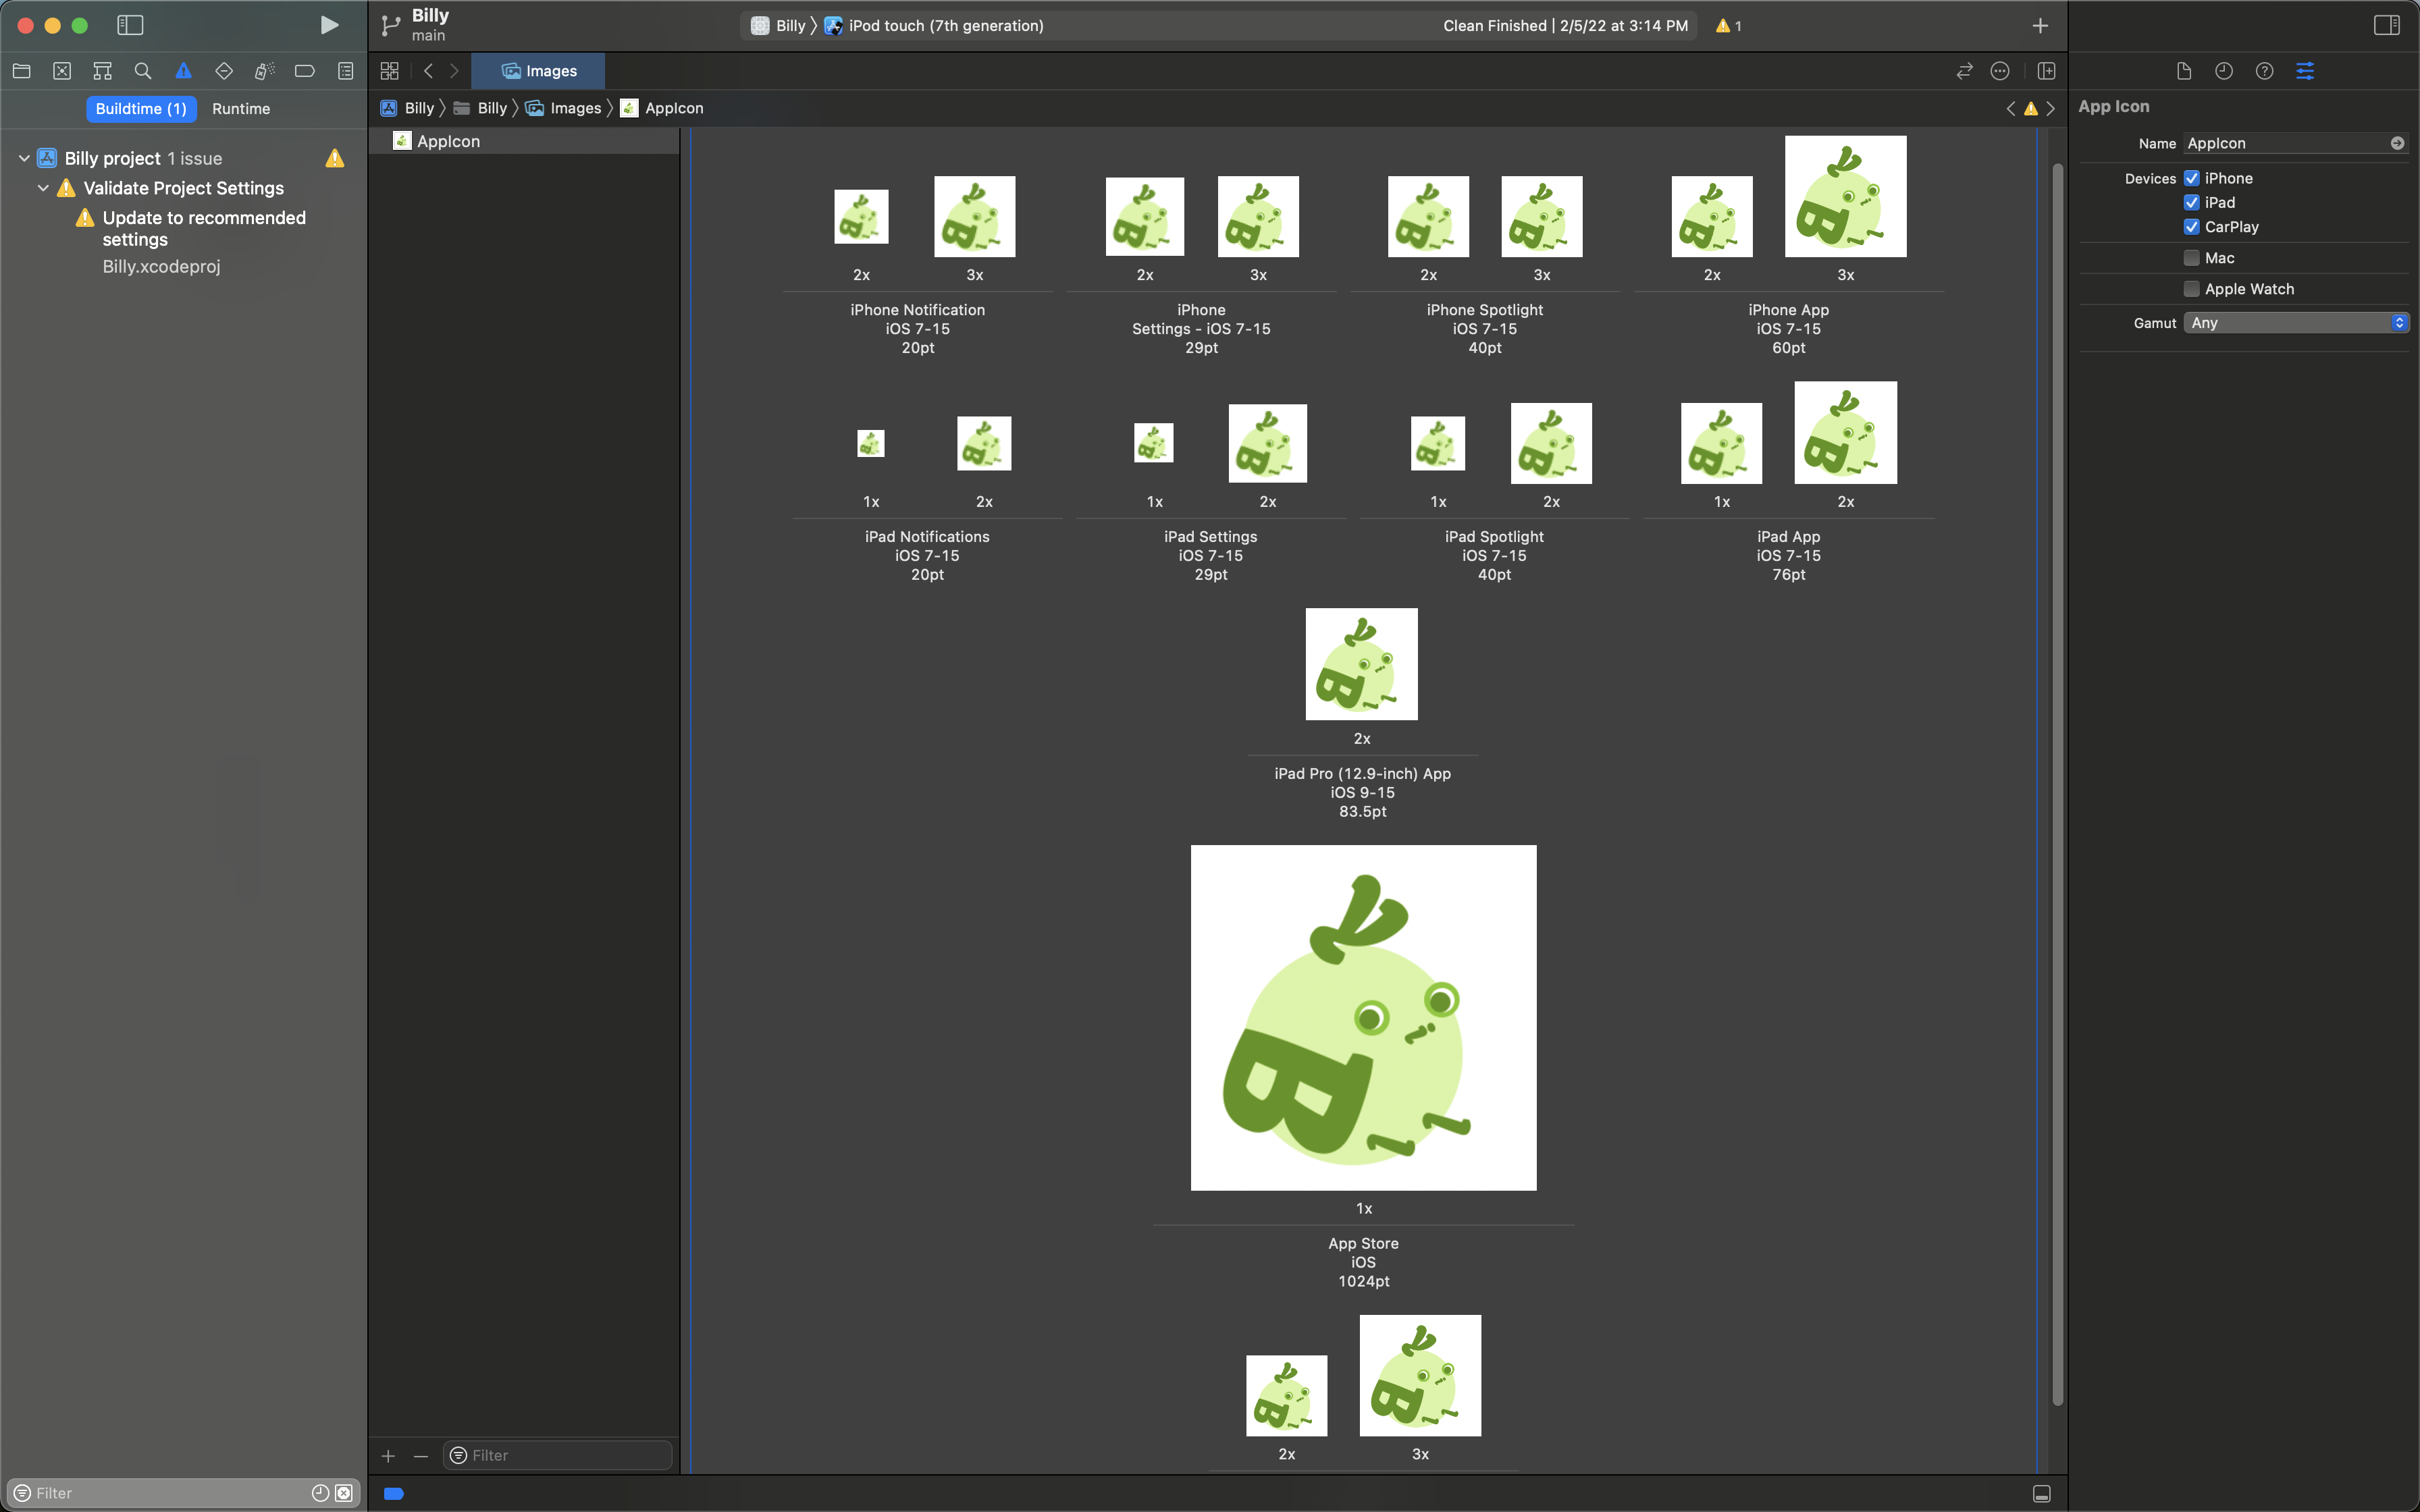 Billy
main
Billy
iPod touch (7th generation)
Clean Finished | 2/5/22 at 3:14 PM
1
Images
Buildtime (1)
Runtime
Billy
Billy
Images
AppIcon
Billy project 1 issue
Validate Project Settings
Update to recommended
settings
Billy.xcodeproj
Filter
AppIcon
Filter
2x
3x
iPhone Notification
iOS 7-15
20pt
2x
3x
iPhone
Settings - iOS 7-15
29pt
2x
3x
iPhone Spotlight
iOS 7-15
40pt
2x
3x
iPhone App
iOS 7-15
60pt
1x
2x
iPad Notifications
iOS 7-15
20pt
1x
2x
iPad Settings
iOS 7-15
29pt
1x
2x
iPad Spotlight
iOS 7-15
40pt
1x
2x
iPad App
iOS 7-15
76pt
2x
iPad Pro (12.9-inch) App
iOS 9-15
83.5pt
B
1x
App Store
iOS
1024pt
2x
3x
App Icon
Name AppIcon
Devices iPhone
iPad
CarPlay
Mac
Apple Watch
Gamut Any